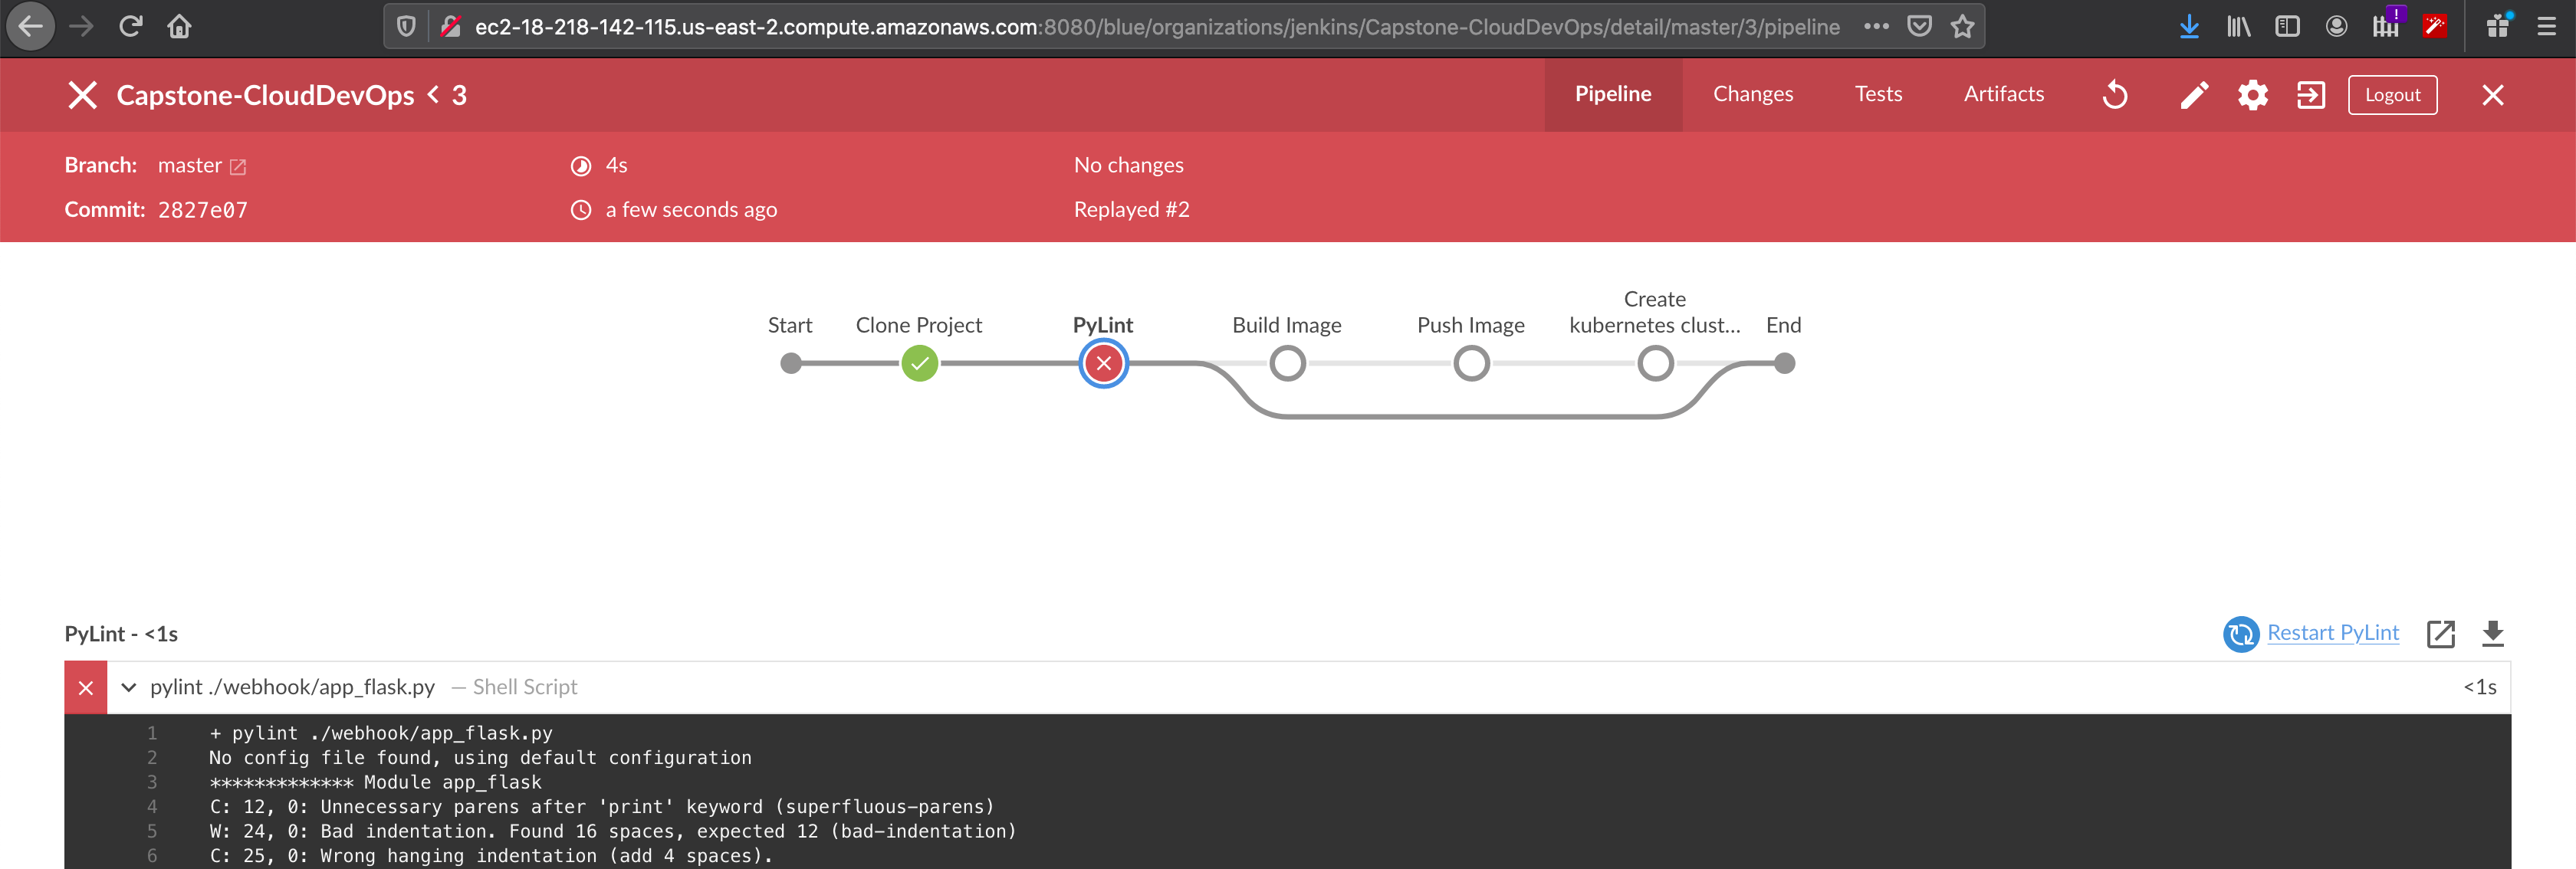 ec2-18-218-142-115.us-east-2.compute.amazonaws.com:8080/blue/organizations/jenkins/Capstone-CloudDevOps/detail/master/3/pipeline
!
Capstone-CloudDevOps < 3
Pipeline
Changes
Tests
Artifacts
Logout
Branch: master
4s
No changes
Commit: 2827e07
a few seconds ago
Replayed #2
Start
Clone Project
PyLint
Build Image
Push Image
Create
kubernetes clust...
End
PyLint - <1s
Restart PyLint
pylint ./webhook/app_flask.py — Shell Script
<1s
1 + pylint ./webhook/app_flask.py
2 No config file found, using default configuration
3 ************* Module app_flask
4 C: 12, 0: Unnecessary parens after 'print' keyword (superfluous-parens)
5 W: 24, 0: Bad indentation. Found 16 spaces, expected 12 (bad-indentation)
6 C: 25, 0: Wrong hanging indentation (add 4 spaces).